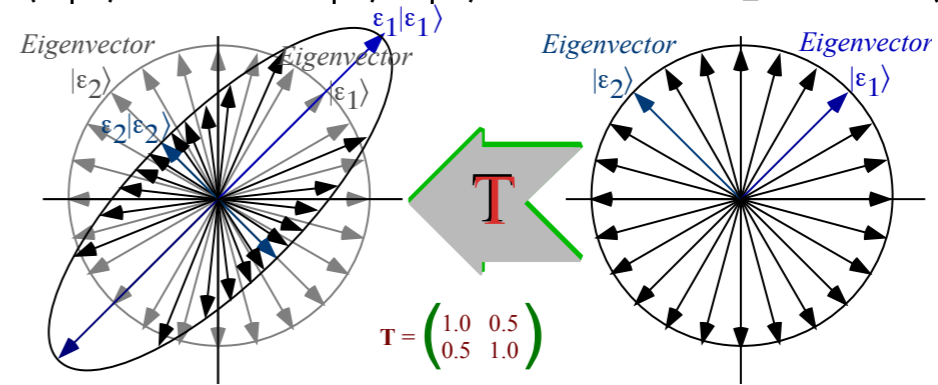 ε₁|ε₁⟩
Eigenvector
|ε₂⟩
Eigenvector
|ε₁⟩
ε₂|ε₂⟩
T
T = (1.0 0.5
0.5 1.0)
Eigenvector
|ε₂⟩
Eigenvector
|ε₁⟩